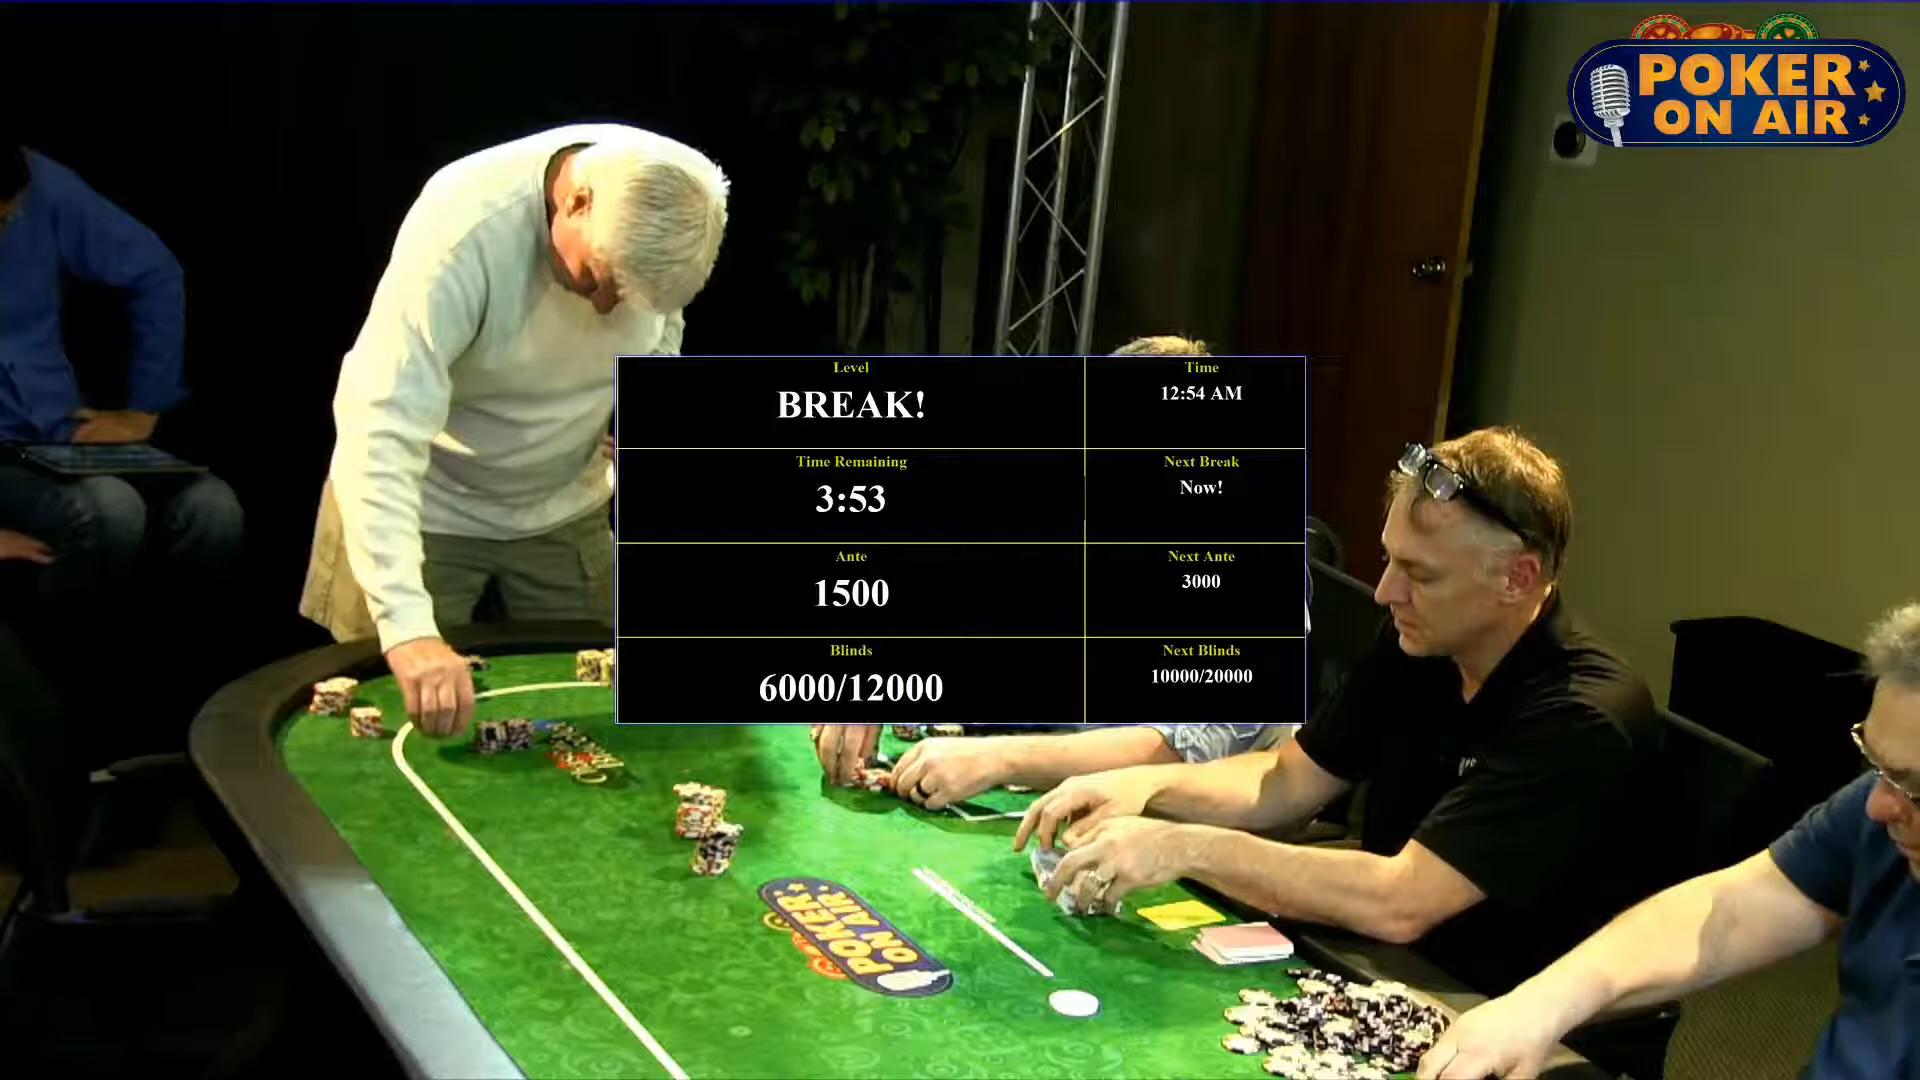 POKER
ON AIR
Level
BREAK!
Time
12:54 AM
Time Remaining
3:53
Next Break
Now!
Ante
1500
Next Ante
3000
Blinds
6000/12000
Next Blinds
10000/20000
POKER
ON AIR